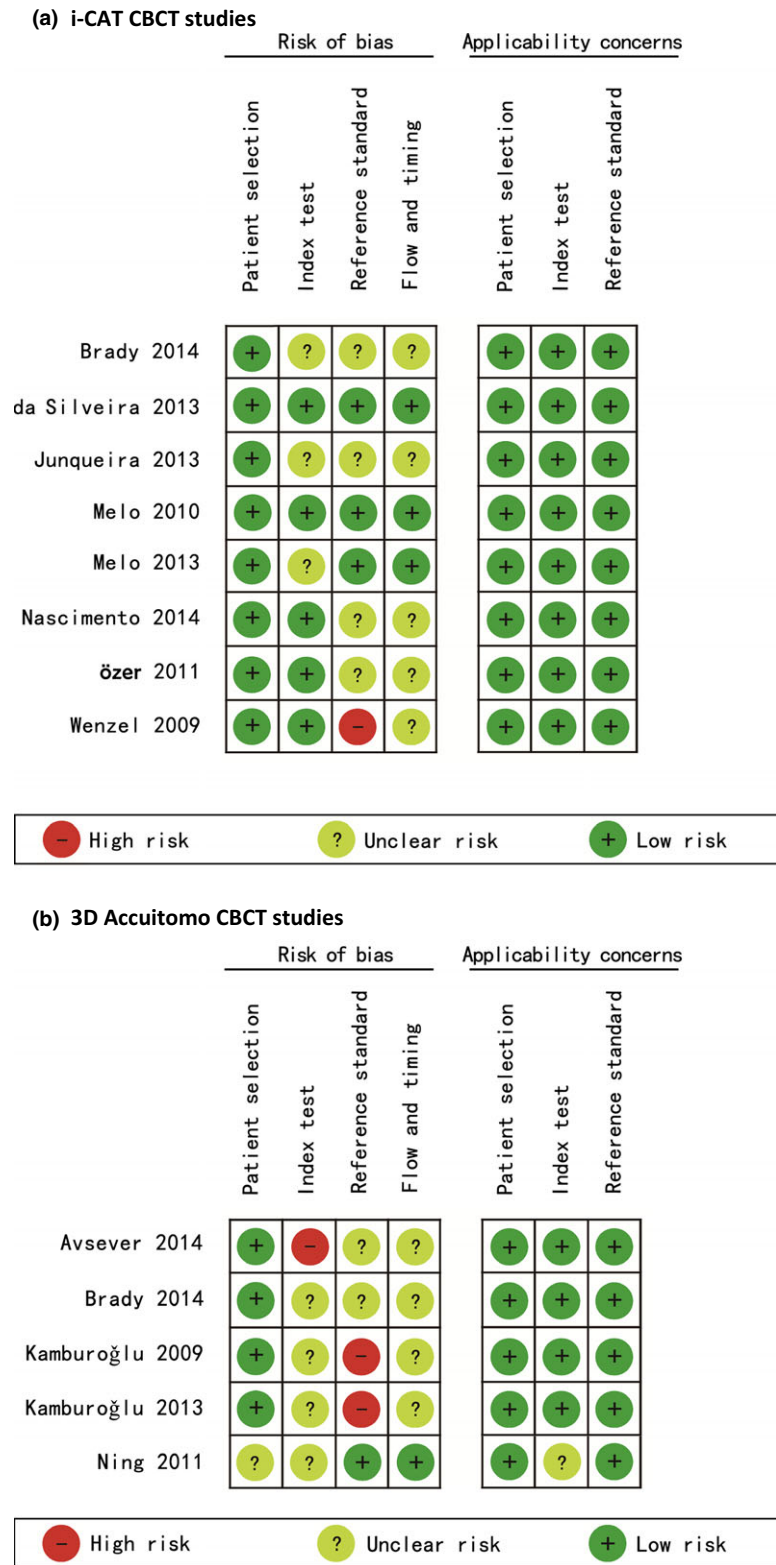 (a) i-CAT CBCT studies
Risk of bias Applicability concerns
Patient selection
Index test
Reference standard
Flow and timing
Patient selection
Index test
Reference standard
Brady 2014 + ? ? ? + + +
da Silveira 2013 + + + + + + +
Junqueira 2013 + ? ? ? + + +
Melo 2010 + + + + + + +
Melo 2013 + ? + + + + +
Nascimento 2014 + + ? ? + + +
özer 2011 + + ? ? + + +
Wenzel 2009 + + - ? + + +
- High risk ? Unclear risk + Low risk
(b) 3D Accuitomo CBCT studies
Risk of bias Applicability concerns
Patient selection
Index test
Reference standard
Flow and timing
Patient selection
Index test
Reference standard
Avsever 2014 + - ? ? + + +
Brady 2014 + ? ? ? + + +
Kamburoğlu 2009 + ? - ? + + +
Kamburoğlu 2013 + ? - ? + + +
Ning 2011 ? ? + + + ? +
- High risk ? Unclear risk + Low risk